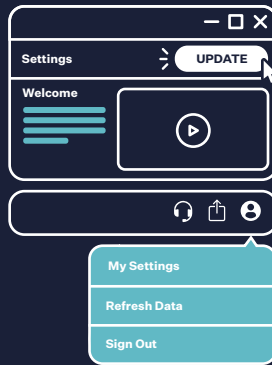 Settings
UPDATE
Welcome
My Settings
Refresh Data
Sign Out